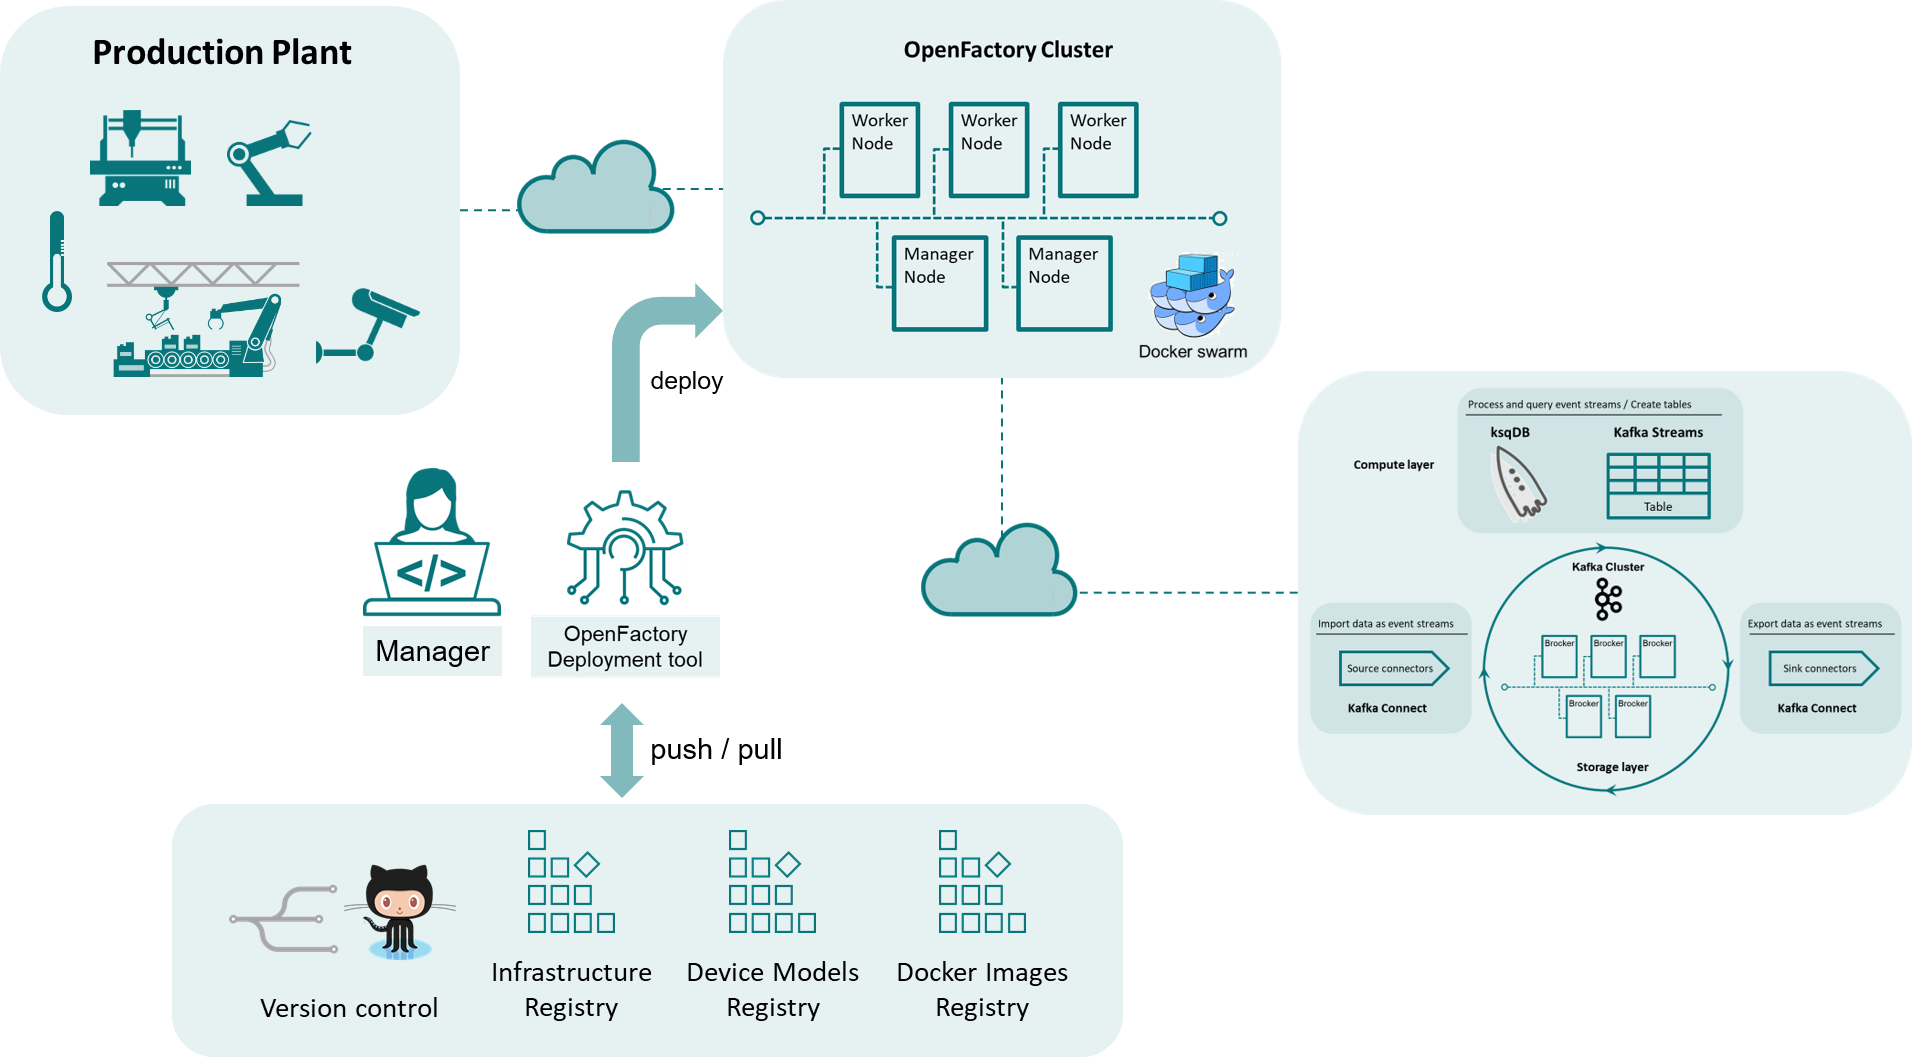 Production Plant
OpenFactory Cluster
Worker
Node
Worker
Node
Worker
Node
Manager
Node
Manager
Node
Docker swarm
deploy
</>
Manager
OpenFactory
Deployment tool
push / pull
Version control
Infrastructure
Registry
Device Models
Registry
Docker Images
Registry
Process and query event streams / Create tables
ksqDB
Kafka Streams
Compute layer
Table
Kafka Cluster
Import data as event streams
Source connectors
Kafka Connect
Brocker
Brocker
Brocker
Brocker
Brocker
Storage layer
Export data as event streams
Sink connectors
Kafka Connect